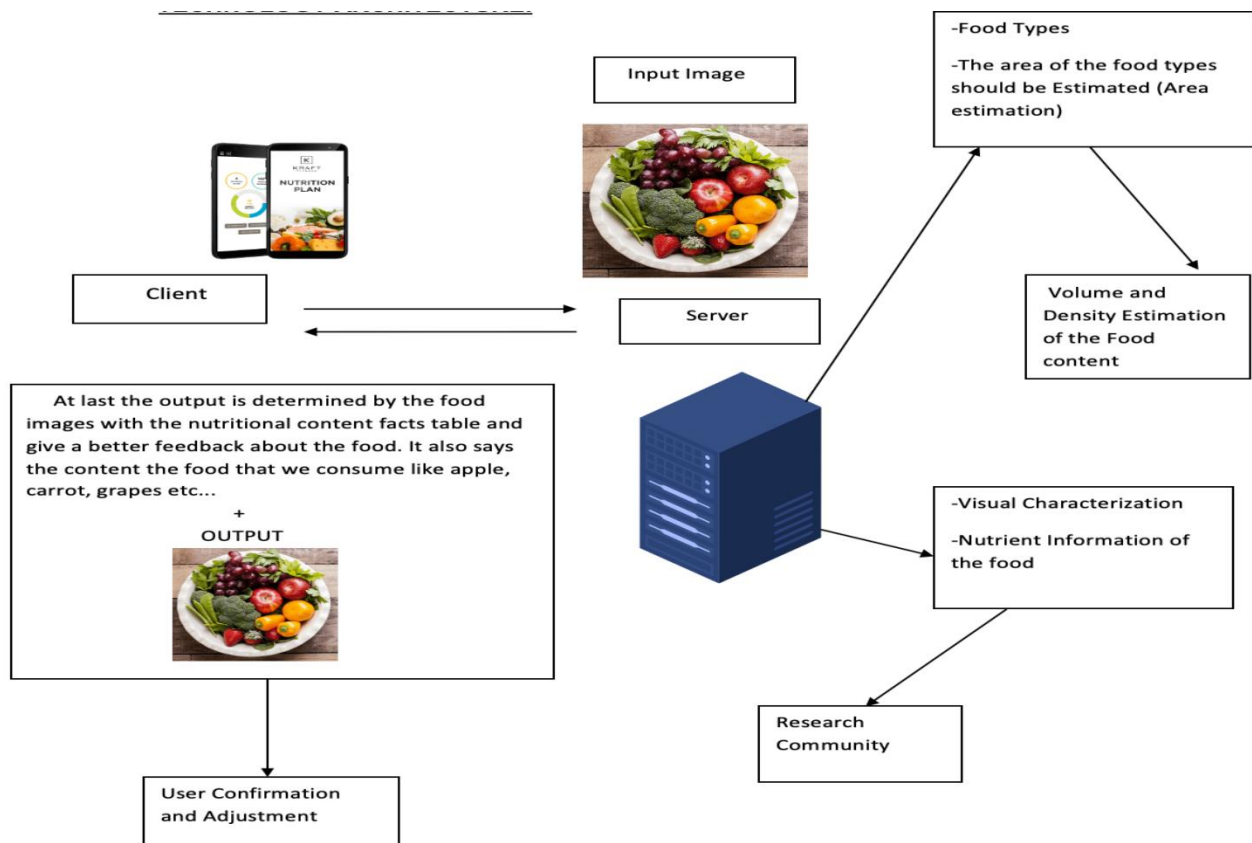 Input Image
-Food Types
-The area of the food types
should be Estimated (Area
estimation)
KRAFT
NUTRITION
PLAN
Client
Server
Volume and
Density Estimation
of the Food
content
At last the output is determined by the food
images with the nutritional content facts table and
give a better feedback about the food. It also says
the content the food that we consume like apple,
carrot, grapes etc...
+
OUTPUT
-Visual Characterization
-Nutrient Information of
the food
Research
Community
User Confirmation
and Adjustment